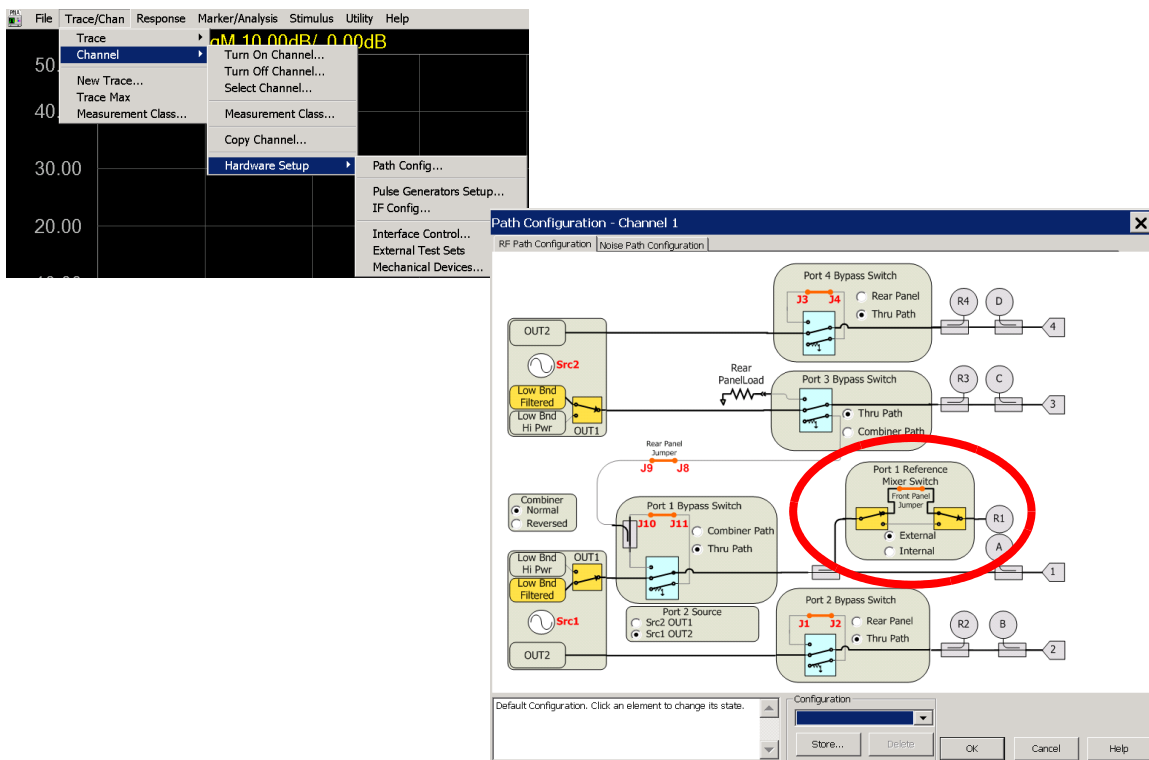 PNA
File Trace/Chan Response Marker/Analysis Stimulus Utility Help
Trace
Channel
New Trace...
Trace Max
Measurement Class...
gM 10.00dB/ 0.00dB
50.
40.
30.00
20.00
Turn On Channel...
Turn Off Channel...
Select Channel...
Measurement Class...
Copy Channel...
Hardware Setup
Path Config...
Pulse Generators Setup...
IF Config...
Interface Control...
External Test Sets
Mechanical Devices...
Path Configuration - Channel 1
RF Path Configuration
Noise Path Configuration
Port 4 Bypass Switch
J3 J4
Rear Panel
Thru Path
R4 D
4
OUT2
Src2
Low Bnd
Filtered
Low Bnd
Hi Pwr
OUT1
Rear
PanelLoad
Port 3 Bypass Switch
Thru Path
Combiner Path
R3 C
3
Rear Panel
Jumper
J9 J8
Port 1 Reference
Mixer Switch
Front Panel
Jumper
External
Internal
R1
A
1
Combiner
Normal
Reversed
Port 1 Bypass Switch
J10 J11
Combiner Path
Thru Path
Low Bnd
Hi Pwr
OUT1
Low Bnd
Filtered
Src1
OUT2
Port 2 Source
Src2 OUT1
Src1 OUT2
Port 2 Bypass Switch
J1 J2
Rear Panel
Thru Path
R2 B
2
Default Configuration. Click an element to change its state.
Configuration
Store...
Delete
OK
Cancel
Help